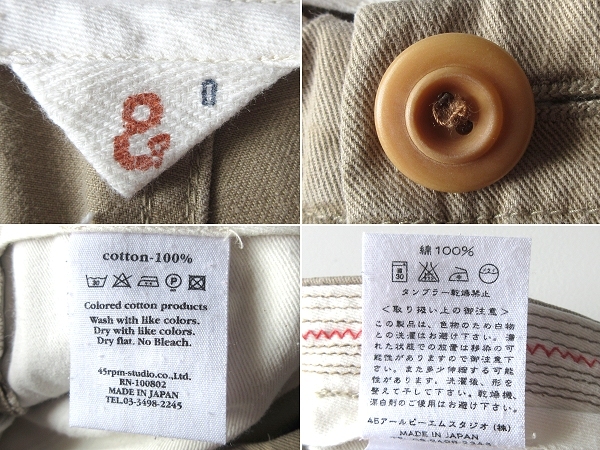 cotton-100%
30
P
Colored cotton products
Wash with like colors.
Dry with like colors.
Dry flat. No Bleach.
45rpm-studio co.,Ltd.
RN-100802
MADE IN JAPAN
TEL.03-3498-2245
綿100%
30
タンブラー乾燥禁止
＜取り扱い上の御注意＞
この製品は、色物のため白物
との洗濯はお避け下さい。濡
れた状態での放置は移染の可
能性がありますので御注意下
さい。また多少伸縮する可能
性があります。洗濯後、形を
整えて干して下さい。乾燥機、
漂白剤のご使用はお避け下さい。
45アールピーエムスタジオ(株)
MADE IN JAPAN